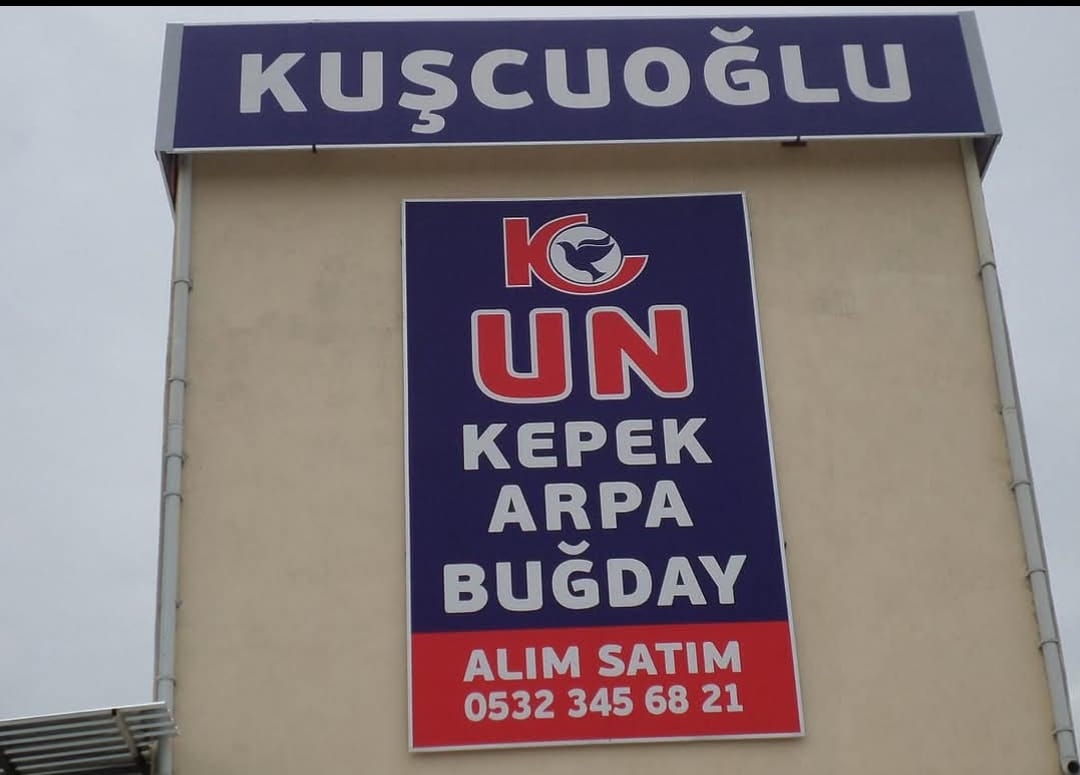 KUŞCUOĞLU
KC
UN
KEPEK
ARPA
BUĞDAY
ALIM SATIM
0532 345 68 21